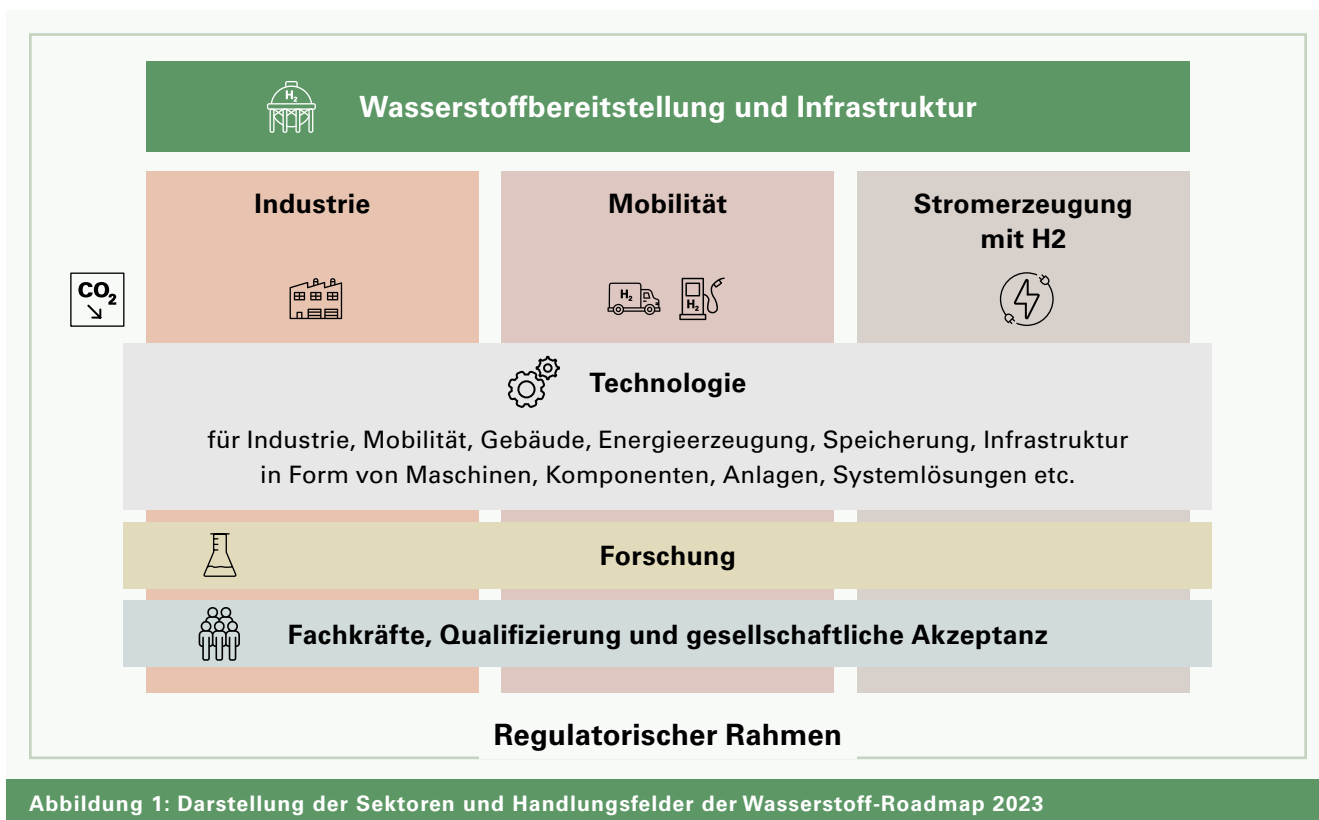 H₂
Wasserstoffbereitstellung und Infrastruktur
Industrie
Mobilität
Stromerzeugung
mit H2
CO₂
H₂
H₂
Technologie
für Industrie, Mobilität, Gebäude, Energieerzeugung, Speicherung, Infrastruktur
in Form von Maschinen, Komponenten, Anlagen, Systemlösungen etc.
Forschung
Fachkräfte, Qualifizierung und gesellschaftliche Akzeptanz
Regulatorischer Rahmen
Abbildung 1: Darstellung der Sektoren und Handlungsfelder der Wasserstoff-Roadmap 2023